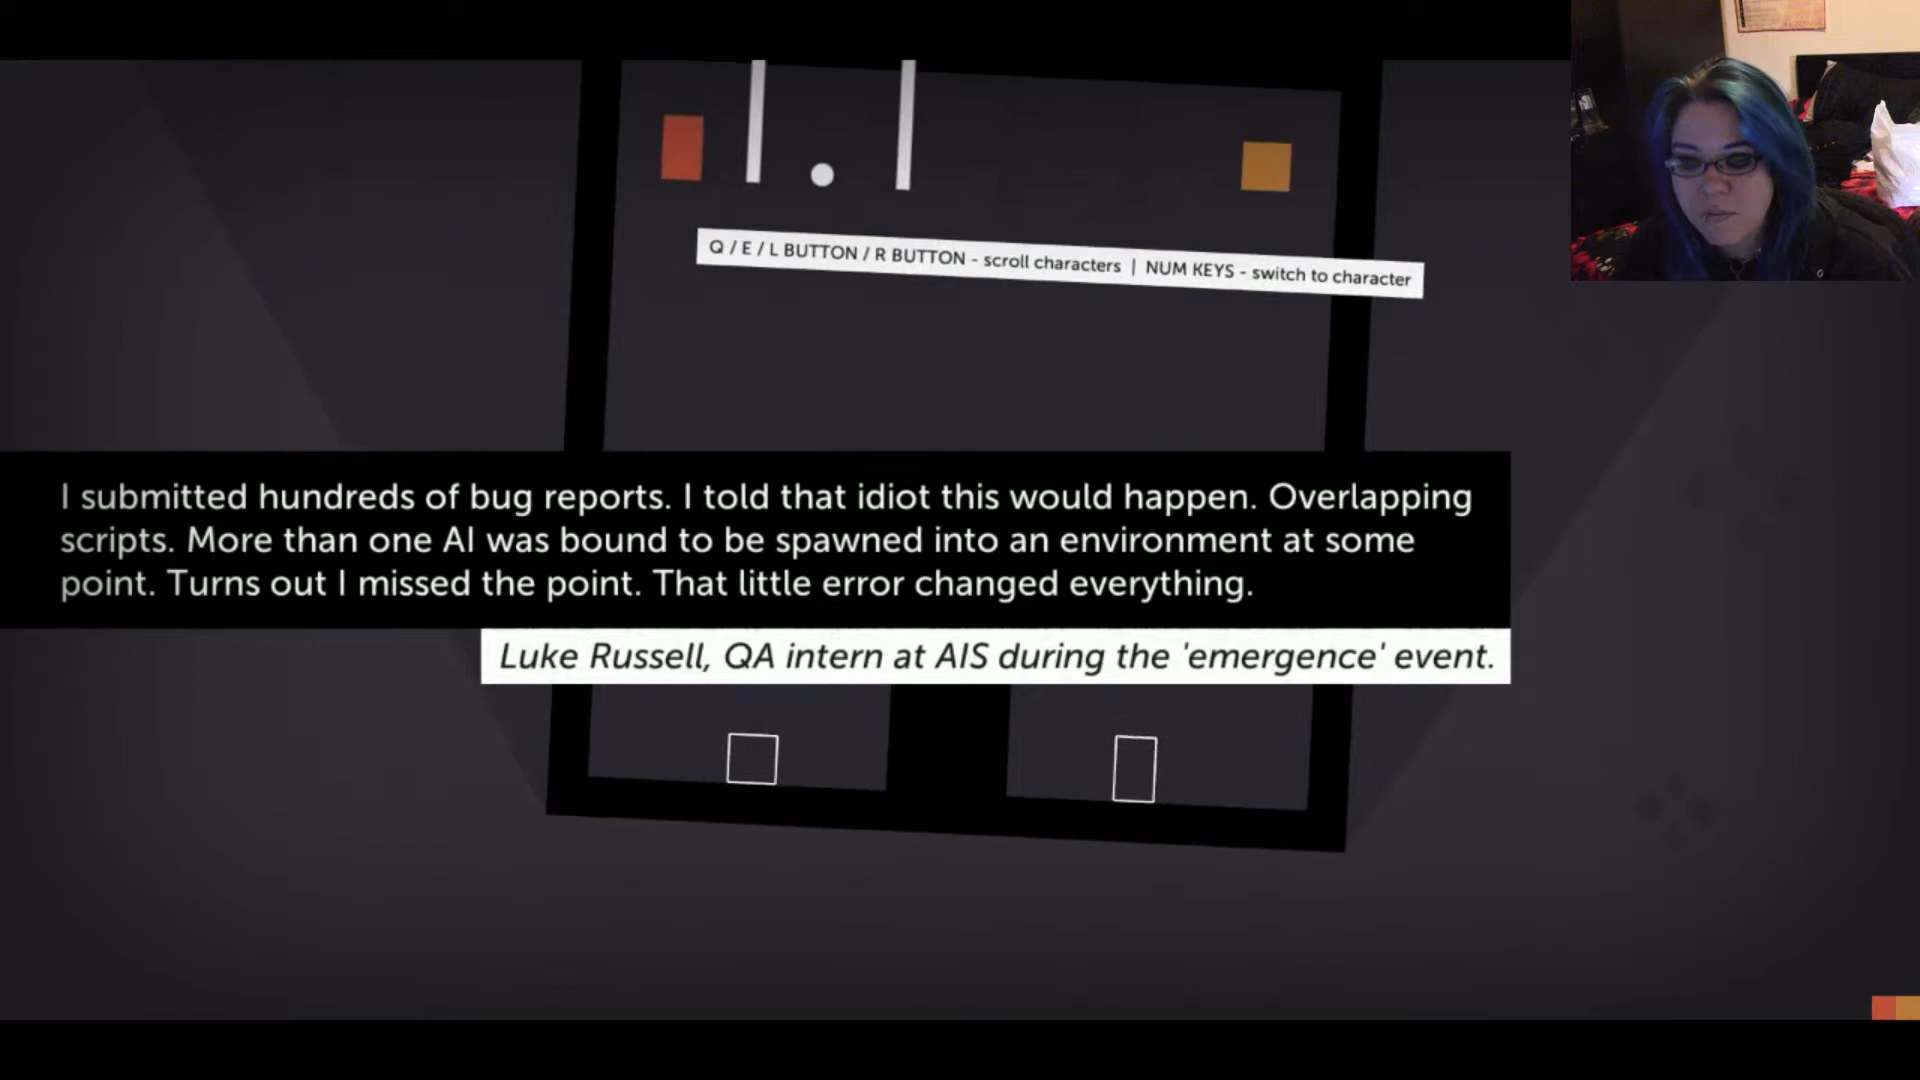 Q / E / L BUTTON / R BUTTON - scroll characters | NUM KEYS - switch to character
I submitted hundreds of bug reports. I told that idiot this would happen. Overlapping
scripts. More than one AI was bound to be spawned into an environment at some
point. Turns out I missed the point. That little error changed everything.
Luke Russell, QA intern at AIS during the 'emergence' event.